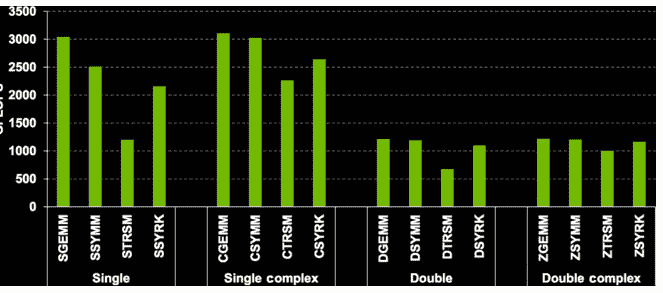 3500
3000
2500
2000
1500
1000
500
0
SGEMM
SSYMM
STRSM
SSYRK
CGEMM
CSYMM
CTRSM
CSYRK
DGEMM
DSYMM
DTRSM
DSYRK
ZGEMM
ZSYMM
ZTRSM
ZSYRK
Single
Single complex
Double
Double complex